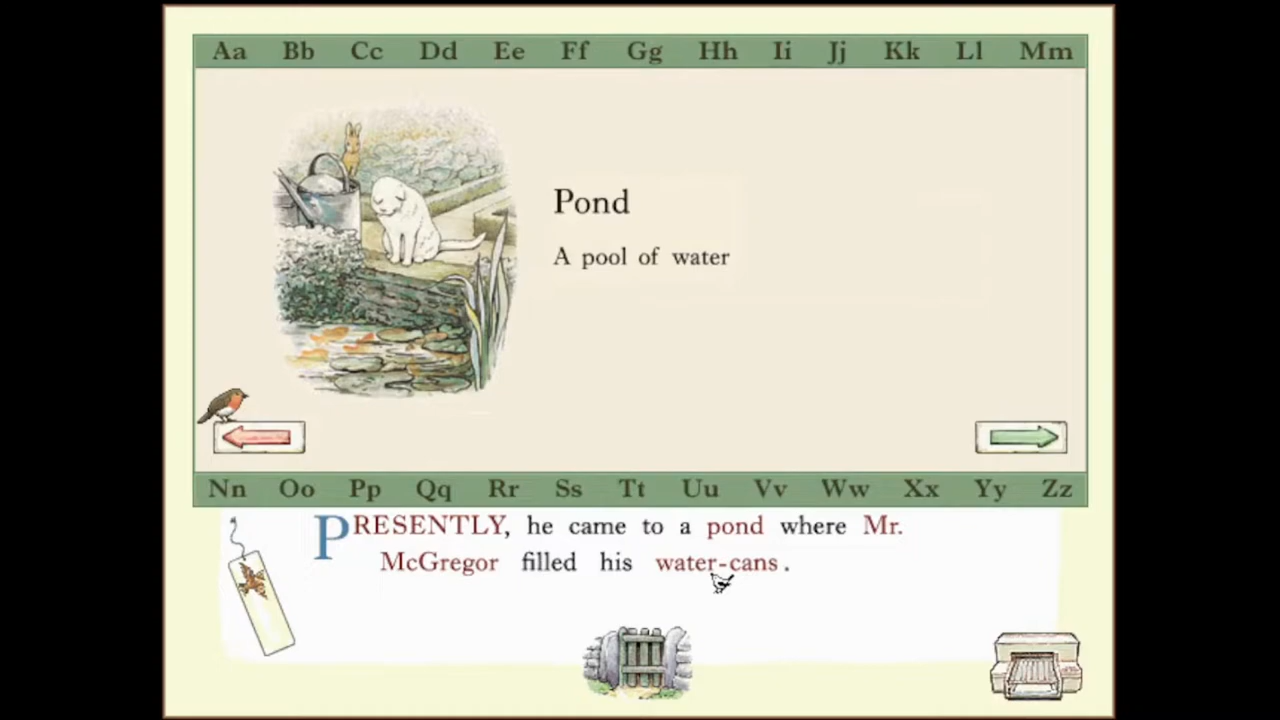 Aa Bb Cc Dd Ee Ff Gg Hh Ii Jj Kk Ll Mm
Pond
A pool of water
Nn Oo Pp Qq Rr Ss Tt Uu Vv Ww Xx Yy Zz
PRESENTLY, he came to a pond where Mr.
McGregor filled his water-cans.